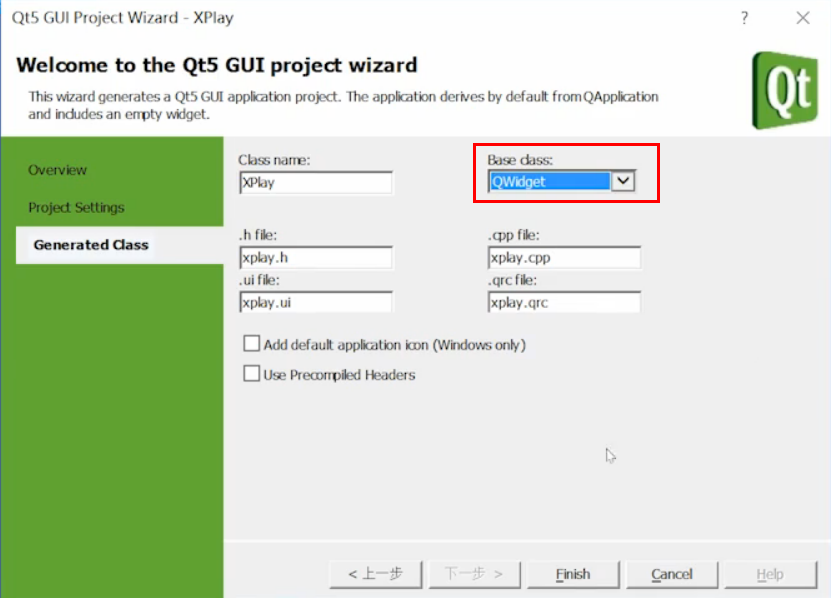 Qt5 GUI Project Wizard - XPlay
?
Welcome to the Qt5 GUI project wizard
Qt
This wizard generates a Qt5 GUI application project. The application derives by default from QApplication
and includes an empty widget.
Overview
Project Settings
Generated Class
Class name:
Base class:
XPlay
QWidget
.h file:
.cpp file:
xplay.h
xplay.cpp
.ui file:
.qrc file:
xplay.ui
xplay.qrc
Add default application icon (Windows only)
Use Precompiled Headers
< 上一步
下一步 >
Finish
Cancel
Help